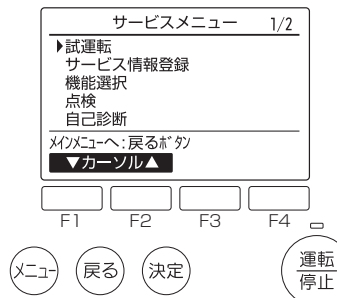 サービスメニュー 1/2
▶試運転
サービス情報登録
機能選択
点検
自己診断
ﾒｲﾝﾒﾆｭｰへ:戻るﾎﾞﾀﾝ
▼カーソル▲
F1 F2 F3 F4
メニュー 戻る 決定 運転
停止